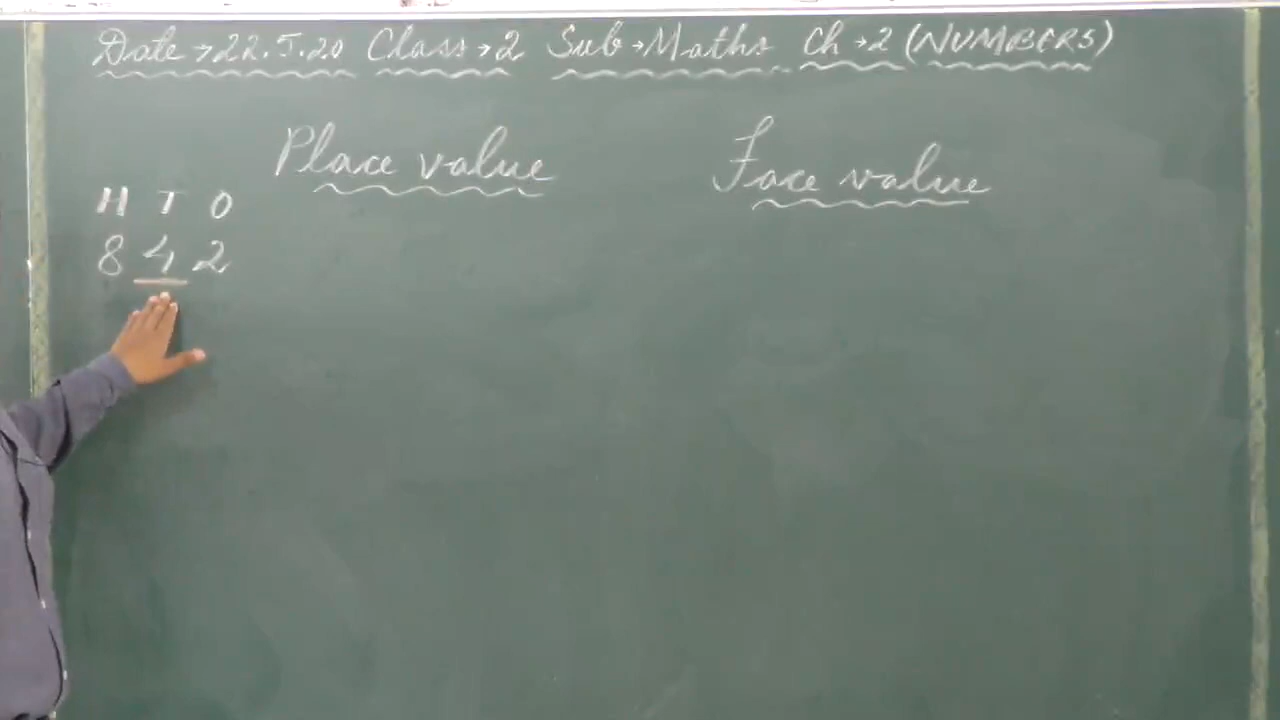 Date → 22.5.20 Class → 2 Sub → Maths Ch → 2 (NUMBERS)
Place value Face value
H T O
8 4 2